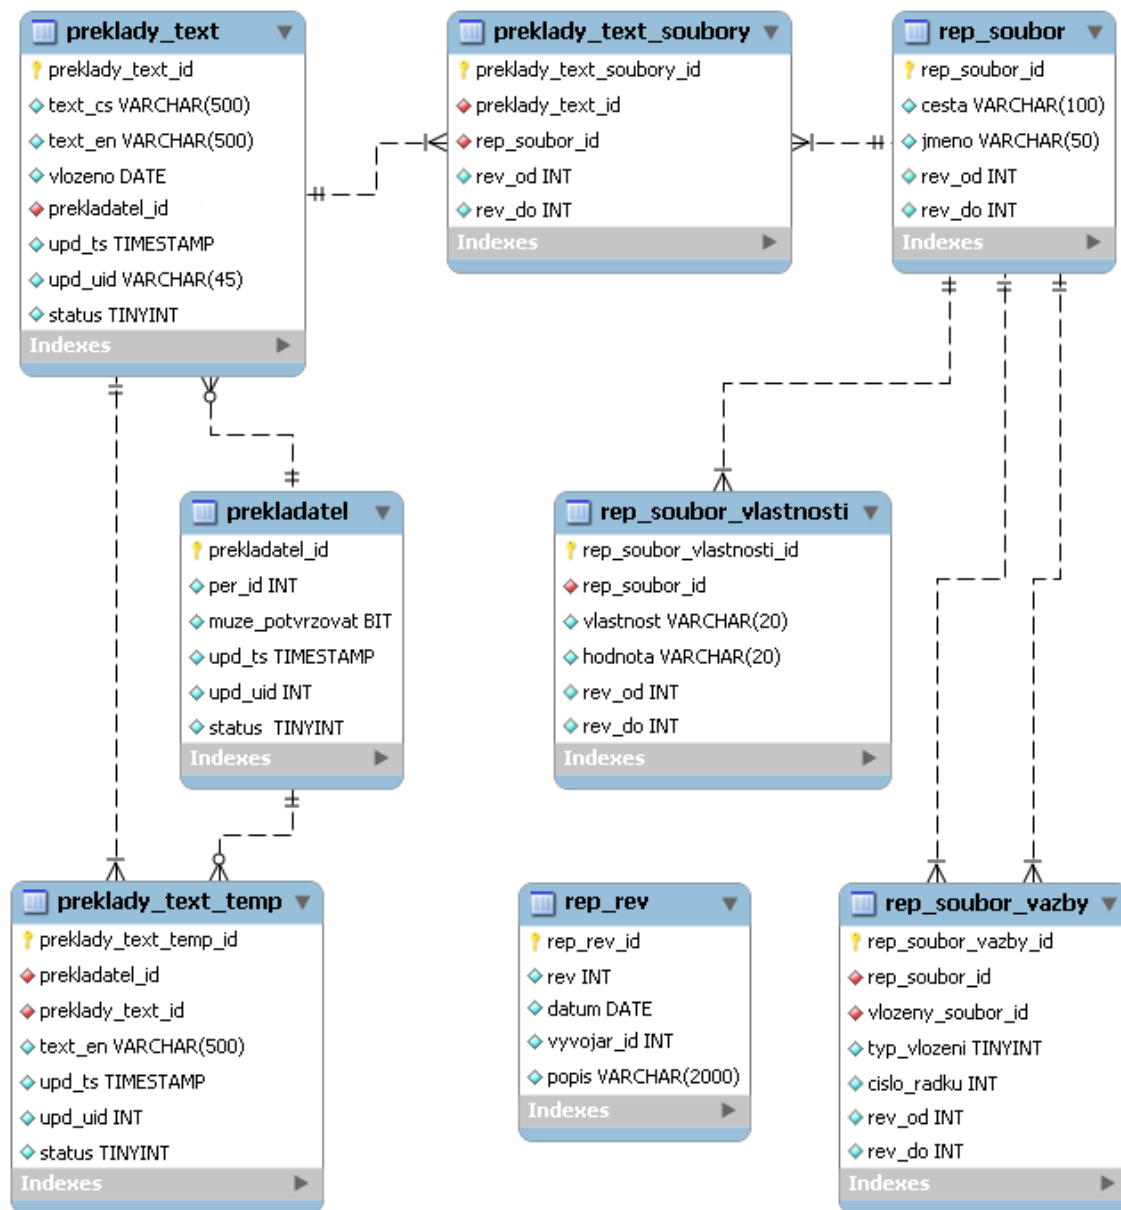 preklady_text
preklady_text_id
text_cs VARCHAR(500)
text_en VARCHAR(500)
vlozeno DATE
prekladatel_id
upd_ts TIMESTAMP
upd_uid VARCHAR(45)
status TINYINT
Indexes
preklady_text_soubory
preklady_text_soubory_id
preklady_text_id
rep_soubor_id
rev_od INT
rev_do INT
Indexes
rep_soubor
rep_soubor_id
cesta VARCHAR(100)
jmeno VARCHAR(50)
rev_od INT
rev_do INT
Indexes
prekladatel
prekladatel_id
per_id INT
muze_potvrzovat BIT
upd_ts TIMESTAMP
upd_uid INT
status TINYINT
Indexes
rep_soubor_vlastnosti
rep_soubor_vlastnosti_id
rep_soubor_id
vlastnost VARCHAR(20)
hodnota VARCHAR(20)
rev_od INT
rev_do INT
Indexes
preklady_text_temp
preklady_text_temp_id
prekladatel_id
preklady_text_id
text_en VARCHAR(500)
upd_ts TIMESTAMP
upd_uid INT
status TINYINT
Indexes
rep_rev
rep_rev_id
rev INT
datum DATE
vyvojar_id INT
popis VARCHAR(2000)
Indexes
rep_soubor_vazby
rep_soubor_vazby_id
rep_soubor_id
vlozeny_soubor_id
typ_vlozeni TINYINT
cislo_radku INT
rev_od INT
rev_do INT
Indexes